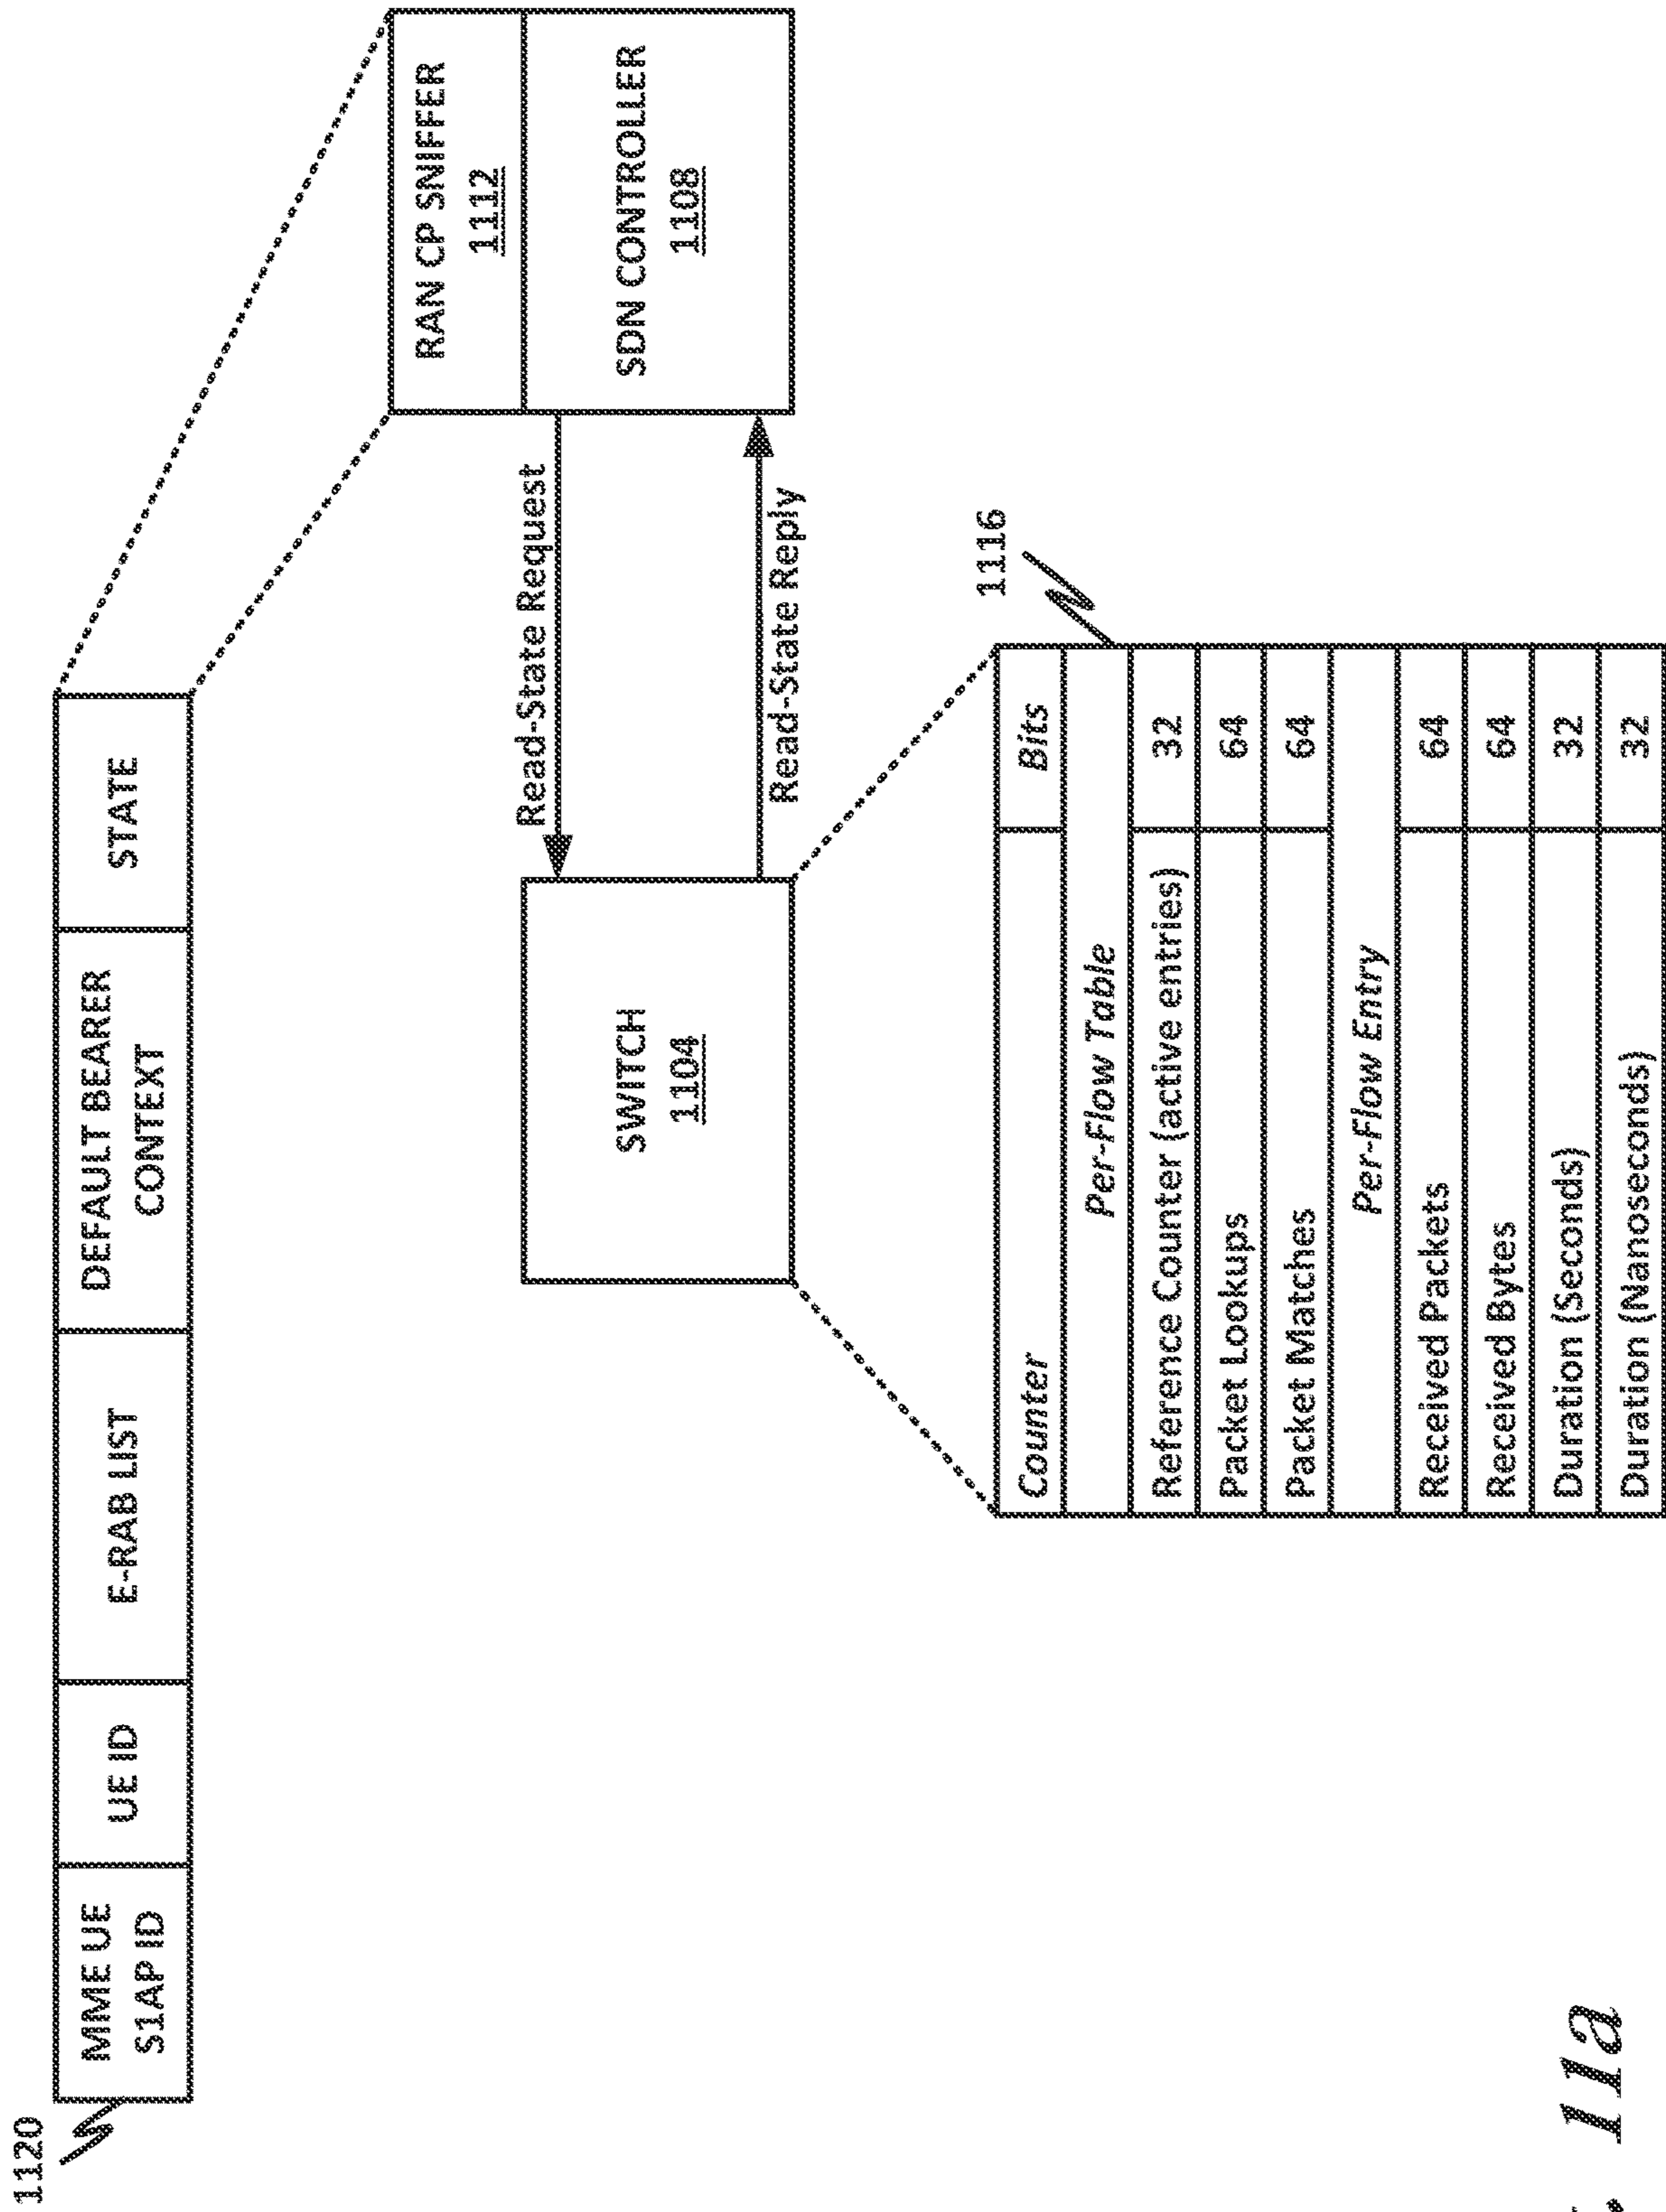 1120
MME UE
S1AP ID
UE ID
E-RAB LIST
DEFAULT BEARER
CONTEXT
STATE
RAN CP SNIFFER
1112
SDN CONTROLLER
1108
Read-State Request
Read-State Reply
SWITCH
1104
1116
Counter Bits
Per-Flow Table
Reference Counter (active entries) 32
Packet Lookups 64
Packet Matches 64
Per-Flow Entry
Received Packets 64
Received Bytes 64
Duration (Seconds) 32
Duration (Nanoseconds) 32
11a